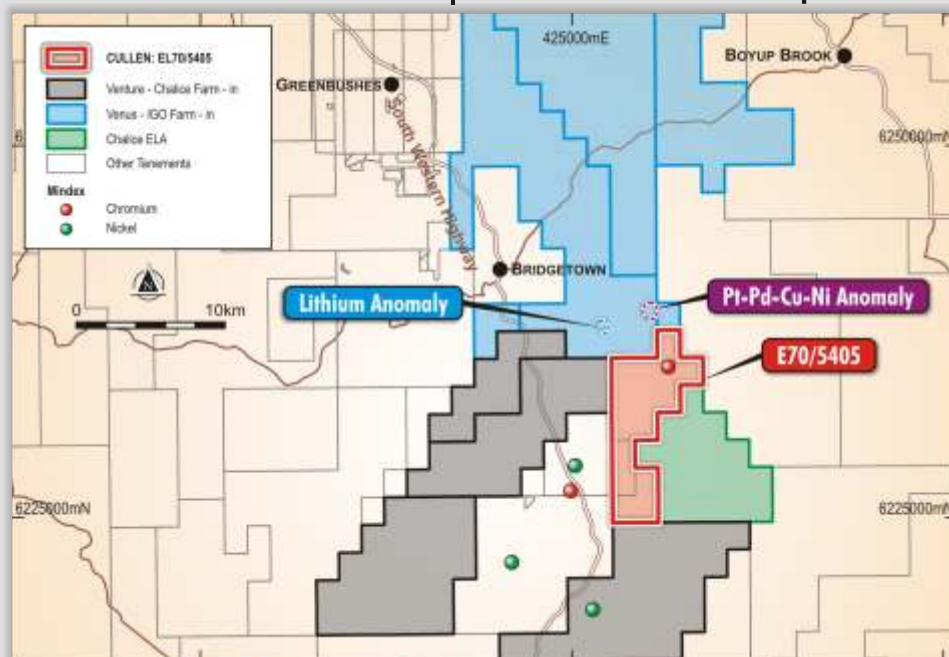 425000mE
CULLEN: EL70/5405
Venture - Chalice Farm - in
Venus - IGO Farm - in
Chalice ELA
Other Tenements
Mindex
Chromium
Nickel
GREENBUSHES
BOYUP BROOK
South Western Highway
6250000mN
BRIDGETOWN
0 10km
Lithium Anomaly
Pt-Pd-Cu-Ni Anomaly
E70/5405
6225000mN
6225000mN